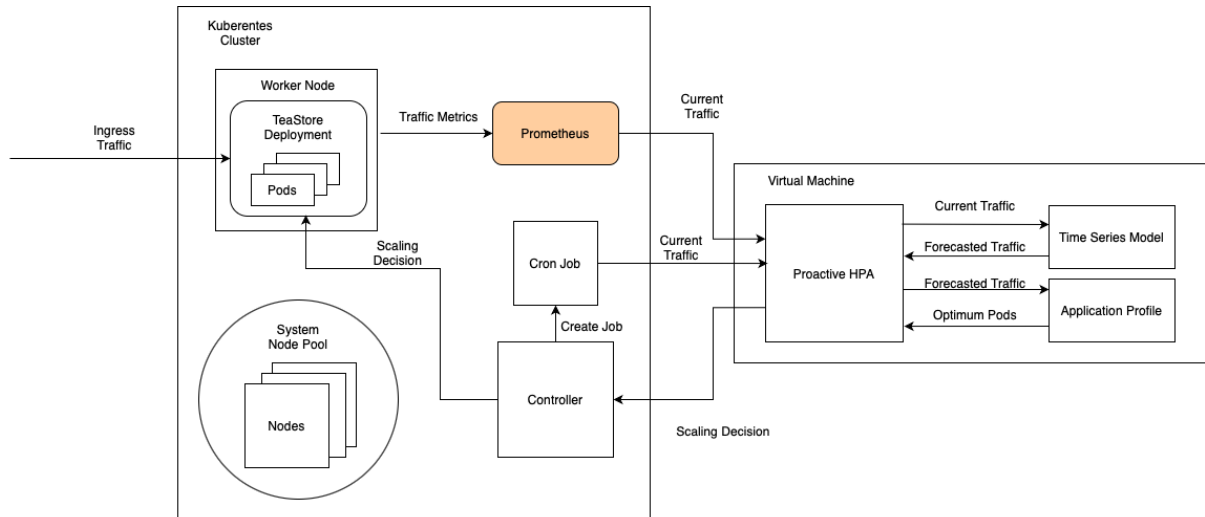 Kuberentes
Cluster
Worker Node
TeaStore
Deployment
Pods
Ingress
Traffic
Traffic Metrics
Prometheus
Current
Traffic
Virtual Machine
Proactive HPA
Current Traffic
Time Series Model
Forecasted Traffic
Forecasted Traffic
Application Profile
Optimum Pods
Scaling
Decision
Cron Job
Current
Traffic
Create Job
Controller
Scaling Decision
System
Node Pool
Nodes